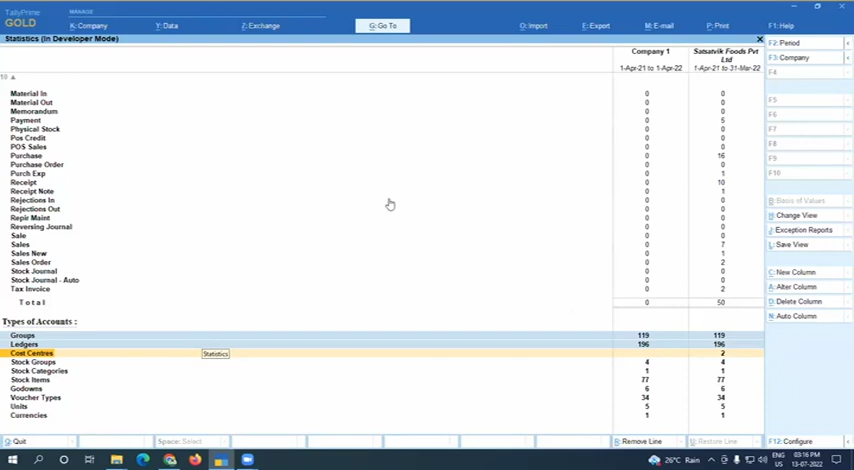 TallyPrime MANAGE
GOLD K: Company Y: Data Z: Exchange G: Go To O: Import E: Export M: E-mail P: Print F1: Help
Statistics (In Developer Mode)
Company 1 Satsatvik Foods Pvt Ltd
1-Apr-21 to 1-Apr-22 1-Apr-21 to 31-Mar-22
10 ▲
Material In 0 0
Material Out 0 0
Memorandum 0 0
Payment 0 5
Physical Stock 0 0
Pos Credit 0 0
POS Sales 0 0
Purchase 0 16
Purchase Order 0 0
Purch Exp 0 1
Receipt 0 10
Receipt Note 0 1
Rejections In 0 0
Rejections Out 0 0
Repir Maint 0 0
Reversing Journal 0 0
Sale 0 0
Sales 0 7
Sales New 0 1
Sales Order 0 2
Stock Journal 0 0
Stock Journal - Auto 0 0
Tax Invoice 0 2
Total 0 50
Types of Accounts :
Groups 119 119
Ledgers 196 196
Cost Centres Statistics 2
Stock Groups 4 4
Stock Categories 1 1
Stock Items 77 77
Godowns 6 6
Voucher Types 34 34
Units 5 5
Currencies 1 1
F2: Period
F3: Company
F4
F5
F6
F7
F8
F9
F10
B: Basis of Values
H: Change View
J: Exception Reports
L: Save View
C: New Column
A: Alter Column
D: Delete Column
N: Auto Column
Q: Quit Space: Select R: Remove Line U: Restore Line F12: Configure
26°C Rain ENG US 03:16 PM 13-07-2022